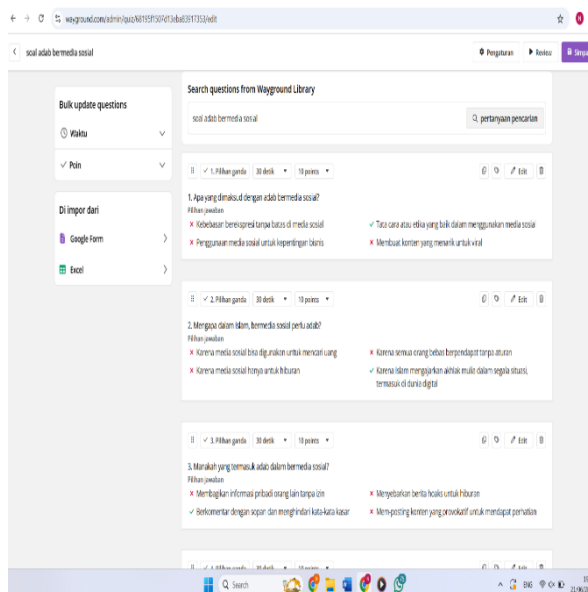 wayground.com/admin/quiz/68195f1507d13eba83917353/edit
soal adab bermedia sosial
Pengaturan
Review
Simpa
Bulk update questions
Waktu
Poin
Di impor dari
Google Form
Excel
Search questions from Wayground Library
soal adab bermedia sosial
pertanyaan pencarian
1. Pilihan ganda 30 detik 10 points Edit
1. Apa yang dimaksud dengan adab bermedia sosial?
Pilihan jawaban
Kebebasan berekspresi tanpa batas di media sosial
Tata cara atau etika yang baik dalam menggunakan media sosial
Penggunaan media sosial untuk kepentingan bisnis
Membuat konten yang menarik untuk viral
2. Pilihan ganda 30 detik 10 points Edit
2. Mengapa dalam Islam, bermedia sosial perlu adab?
Pilihan jawaban
Karena media sosial bisa digunakan untuk mencari uang
Karena semua orang bebas berpendapat tanpa aturan
Karena media sosial hanya untuk hiburan
Karena Islam mengajarkan akhlak mulia dalam segala situasi,
termasuk di dunia digital
3. Pilihan ganda 30 detik 10 points Edit
3. Manakah yang termasuk adab dalam bermedia sosial?
Pilihan jawaban
Membagikan informasi pribadi orang lain tanpa izin
Menyebarkan berita hoaks untuk hiburan
Berkomentar dengan sopan dan menghindari kata-kata kasar
Mem-posting konten yang provokatif untuk mendapat perhatian
Search
ENG